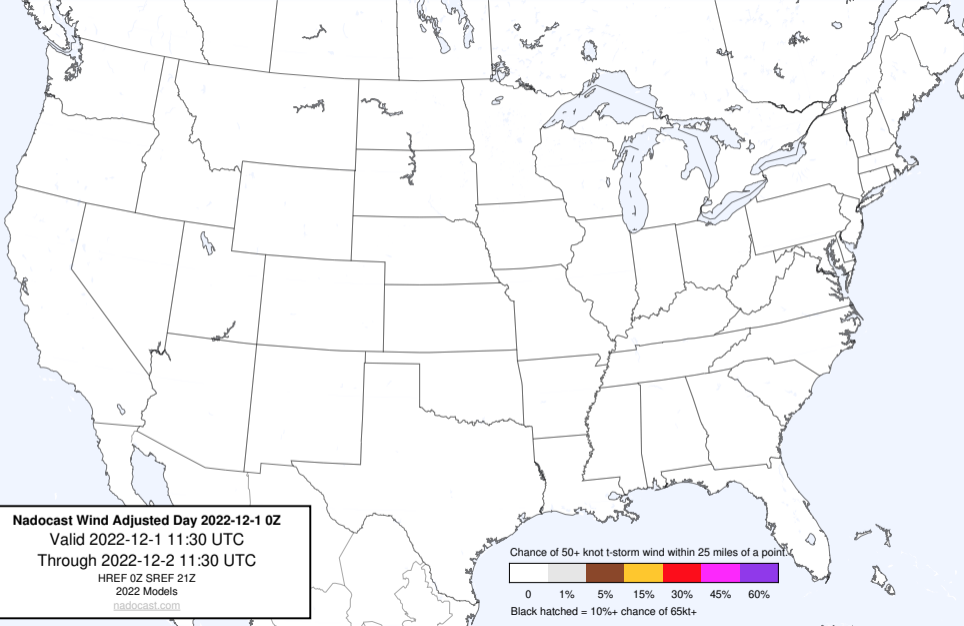 Nadocast Wind Adjusted Day 2022-12-1 0Z
Valid 2022-12-1 11:30 UTC
Through 2022-12-2 11:30 UTC
HREF 0Z SREF 21Z
2022 Models
nadocast.com
Chance of 50+ knot t-storm wind within 25 miles of a point.
0 1% 5% 15% 30% 45% 60%
Black hatched = 10%+ chance of 65kt+